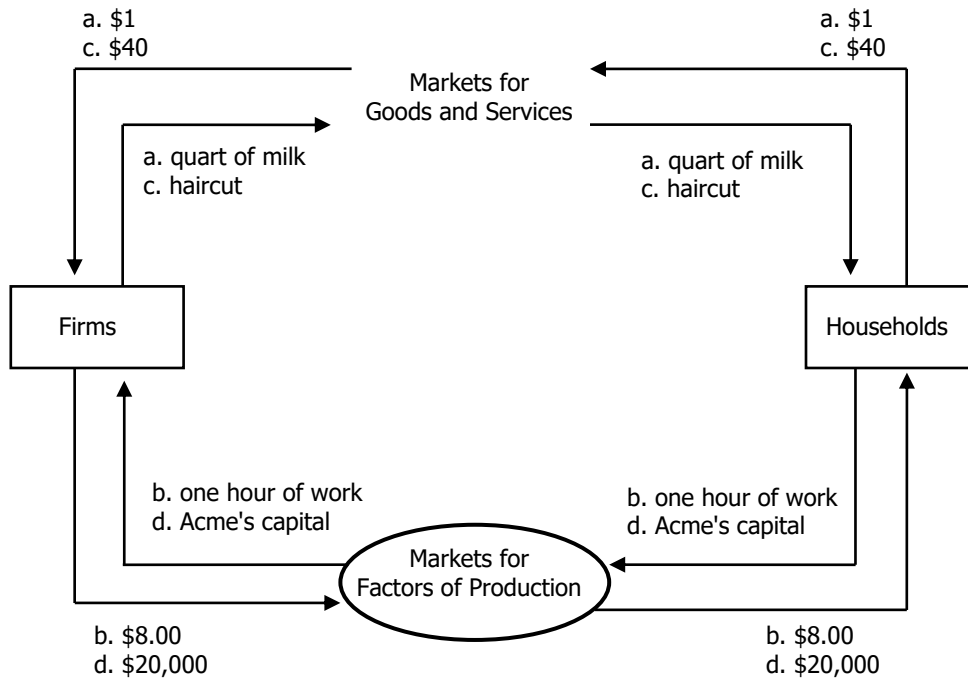 a. $1
c. $40
a. $1
c. $40
Markets for
Goods and Services
a. quart of milk
c. haircut
a. quart of milk
c. haircut
Firms
Households
b. one hour of work
d. Acme's capital
b. one hour of work
d. Acme's capital
Markets for
Factors of Production
b. $8.00
d. $20,000
b. $8.00
d. $20,000